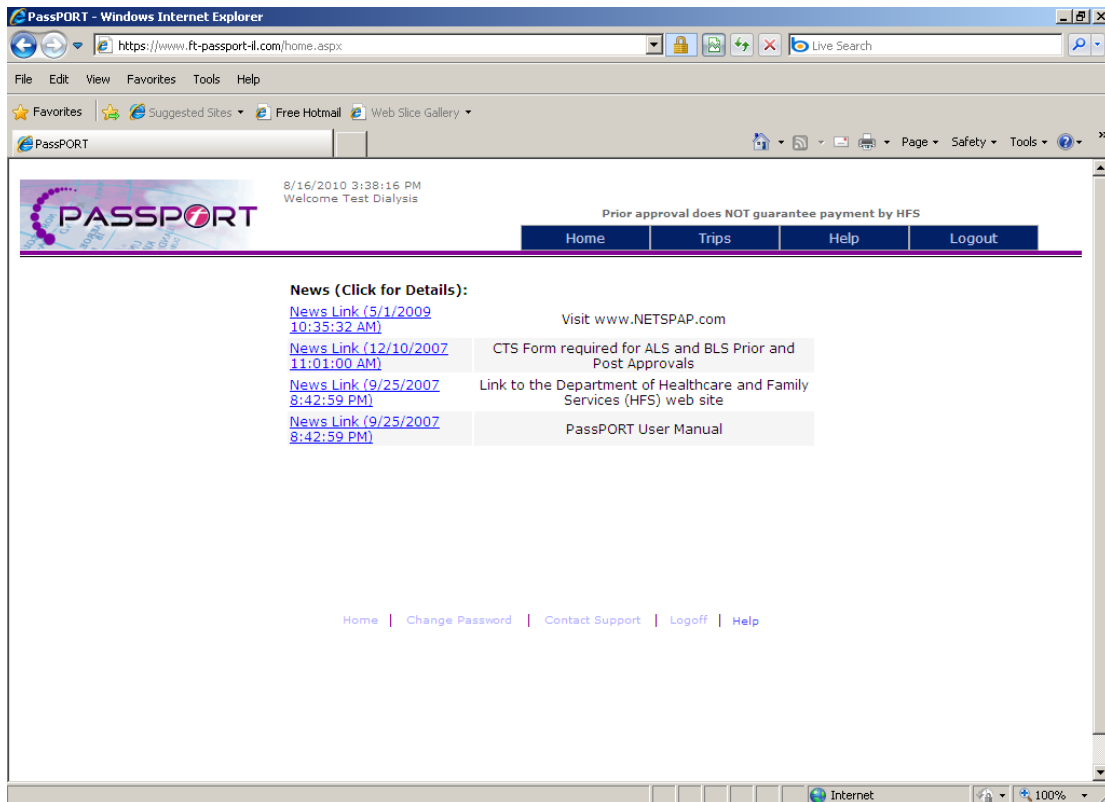 PassPORT - Windows Internet Explorer
https://www.ft-passport-il.com/home.aspx
Live Search
File Edit View Favorites Tools Help
Favorites Suggested Sites Free Hotmail Web Slice Gallery
PassPORT
Page Safety Tools »
8/16/2010 3:38:16 PM
Welcome Test Dialysis
PASSPORT
Prior approval does NOT guarantee payment by HFS
Home Trips Help Logout
News (Click for Details):
News Link (5/1/2009
10:35:32 AM)
Visit www.NETSPAP.com
News Link (12/10/2007
11:01:00 AM)
CTS Form required for ALS and BLS Prior and
Post Approvals
News Link (9/25/2007
8:42:59 PM)
Link to the Department of Healthcare and Family
Services (HFS) web site
News Link (9/25/2007
8:42:59 PM)
PassPORT User Manual
Home | Change Password | Contact Support | Logoff | Help
Internet 100%